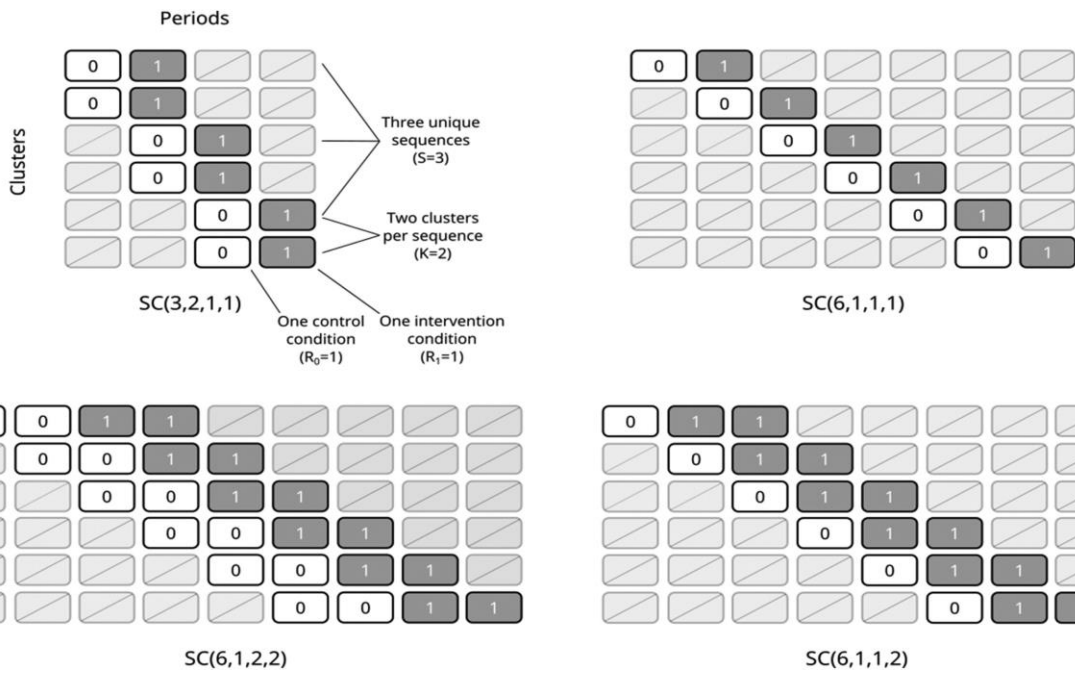 Periods
Clusters
0 1
0 1
0 1
0 1
0 1
0 1
Three unique
sequences
(S=3)
Two clusters
per sequence
(K=2)
SC(3,2,1,1)
One control
condition
(R₀=1)
One intervention
condition
(R₁=1)
0 1
0 1
0 1
0 1
0 1
0 1
SC(6,1,1,1)
0 1 1
0 0 1 1
0 0 1 1
0 0 1 1
0 0 1 1
0 0 1 1
SC(6,1,2,2)
0 1 1
0 1 1
0 1 1
0 1 1
0 1 1
0 1
SC(6,1,1,2)